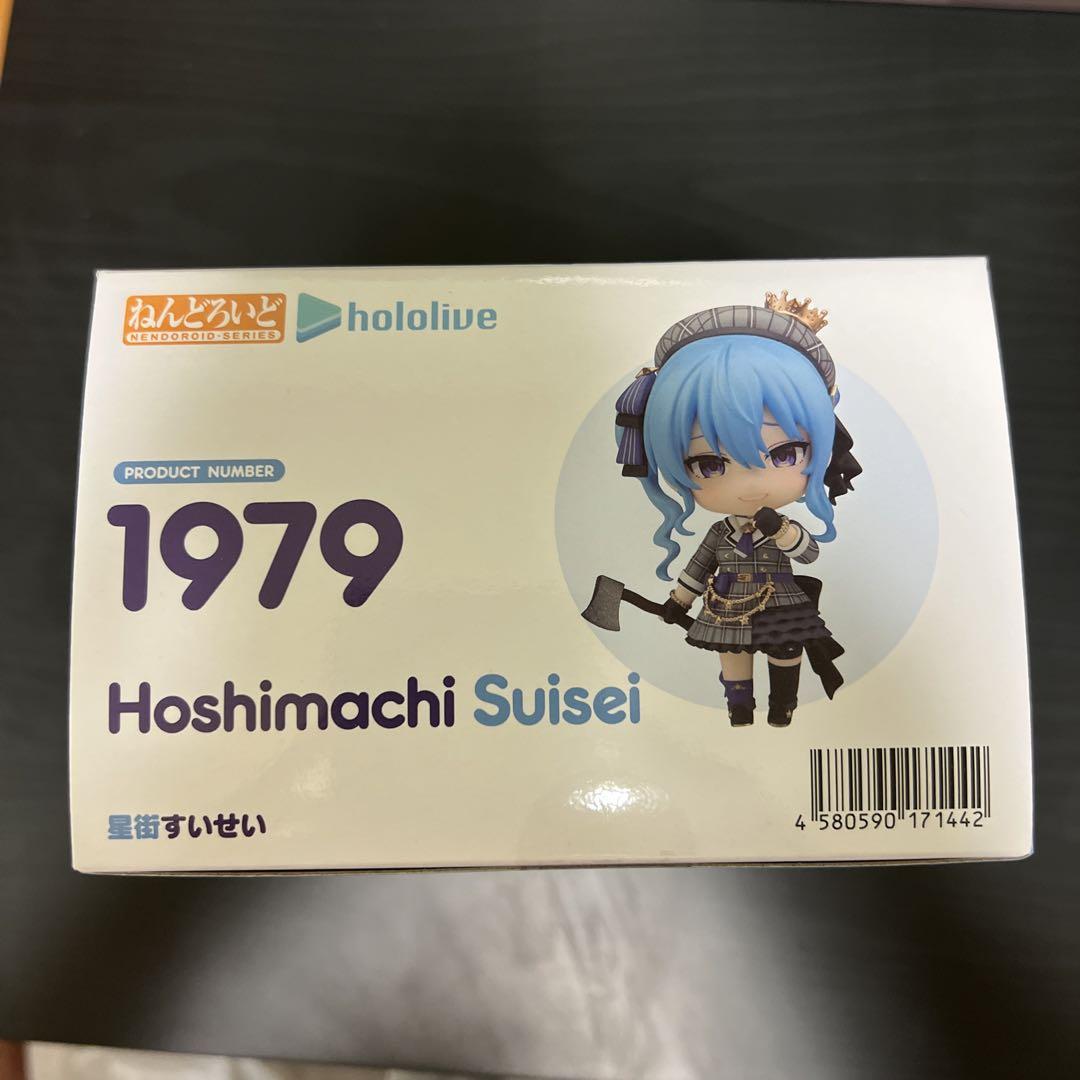 ねんどろいど
NENDOROID-SERIES
hololive
PRODUCT NUMBER
1979
Hoshimachi Suisei
星街すいせい
4 580590 171442